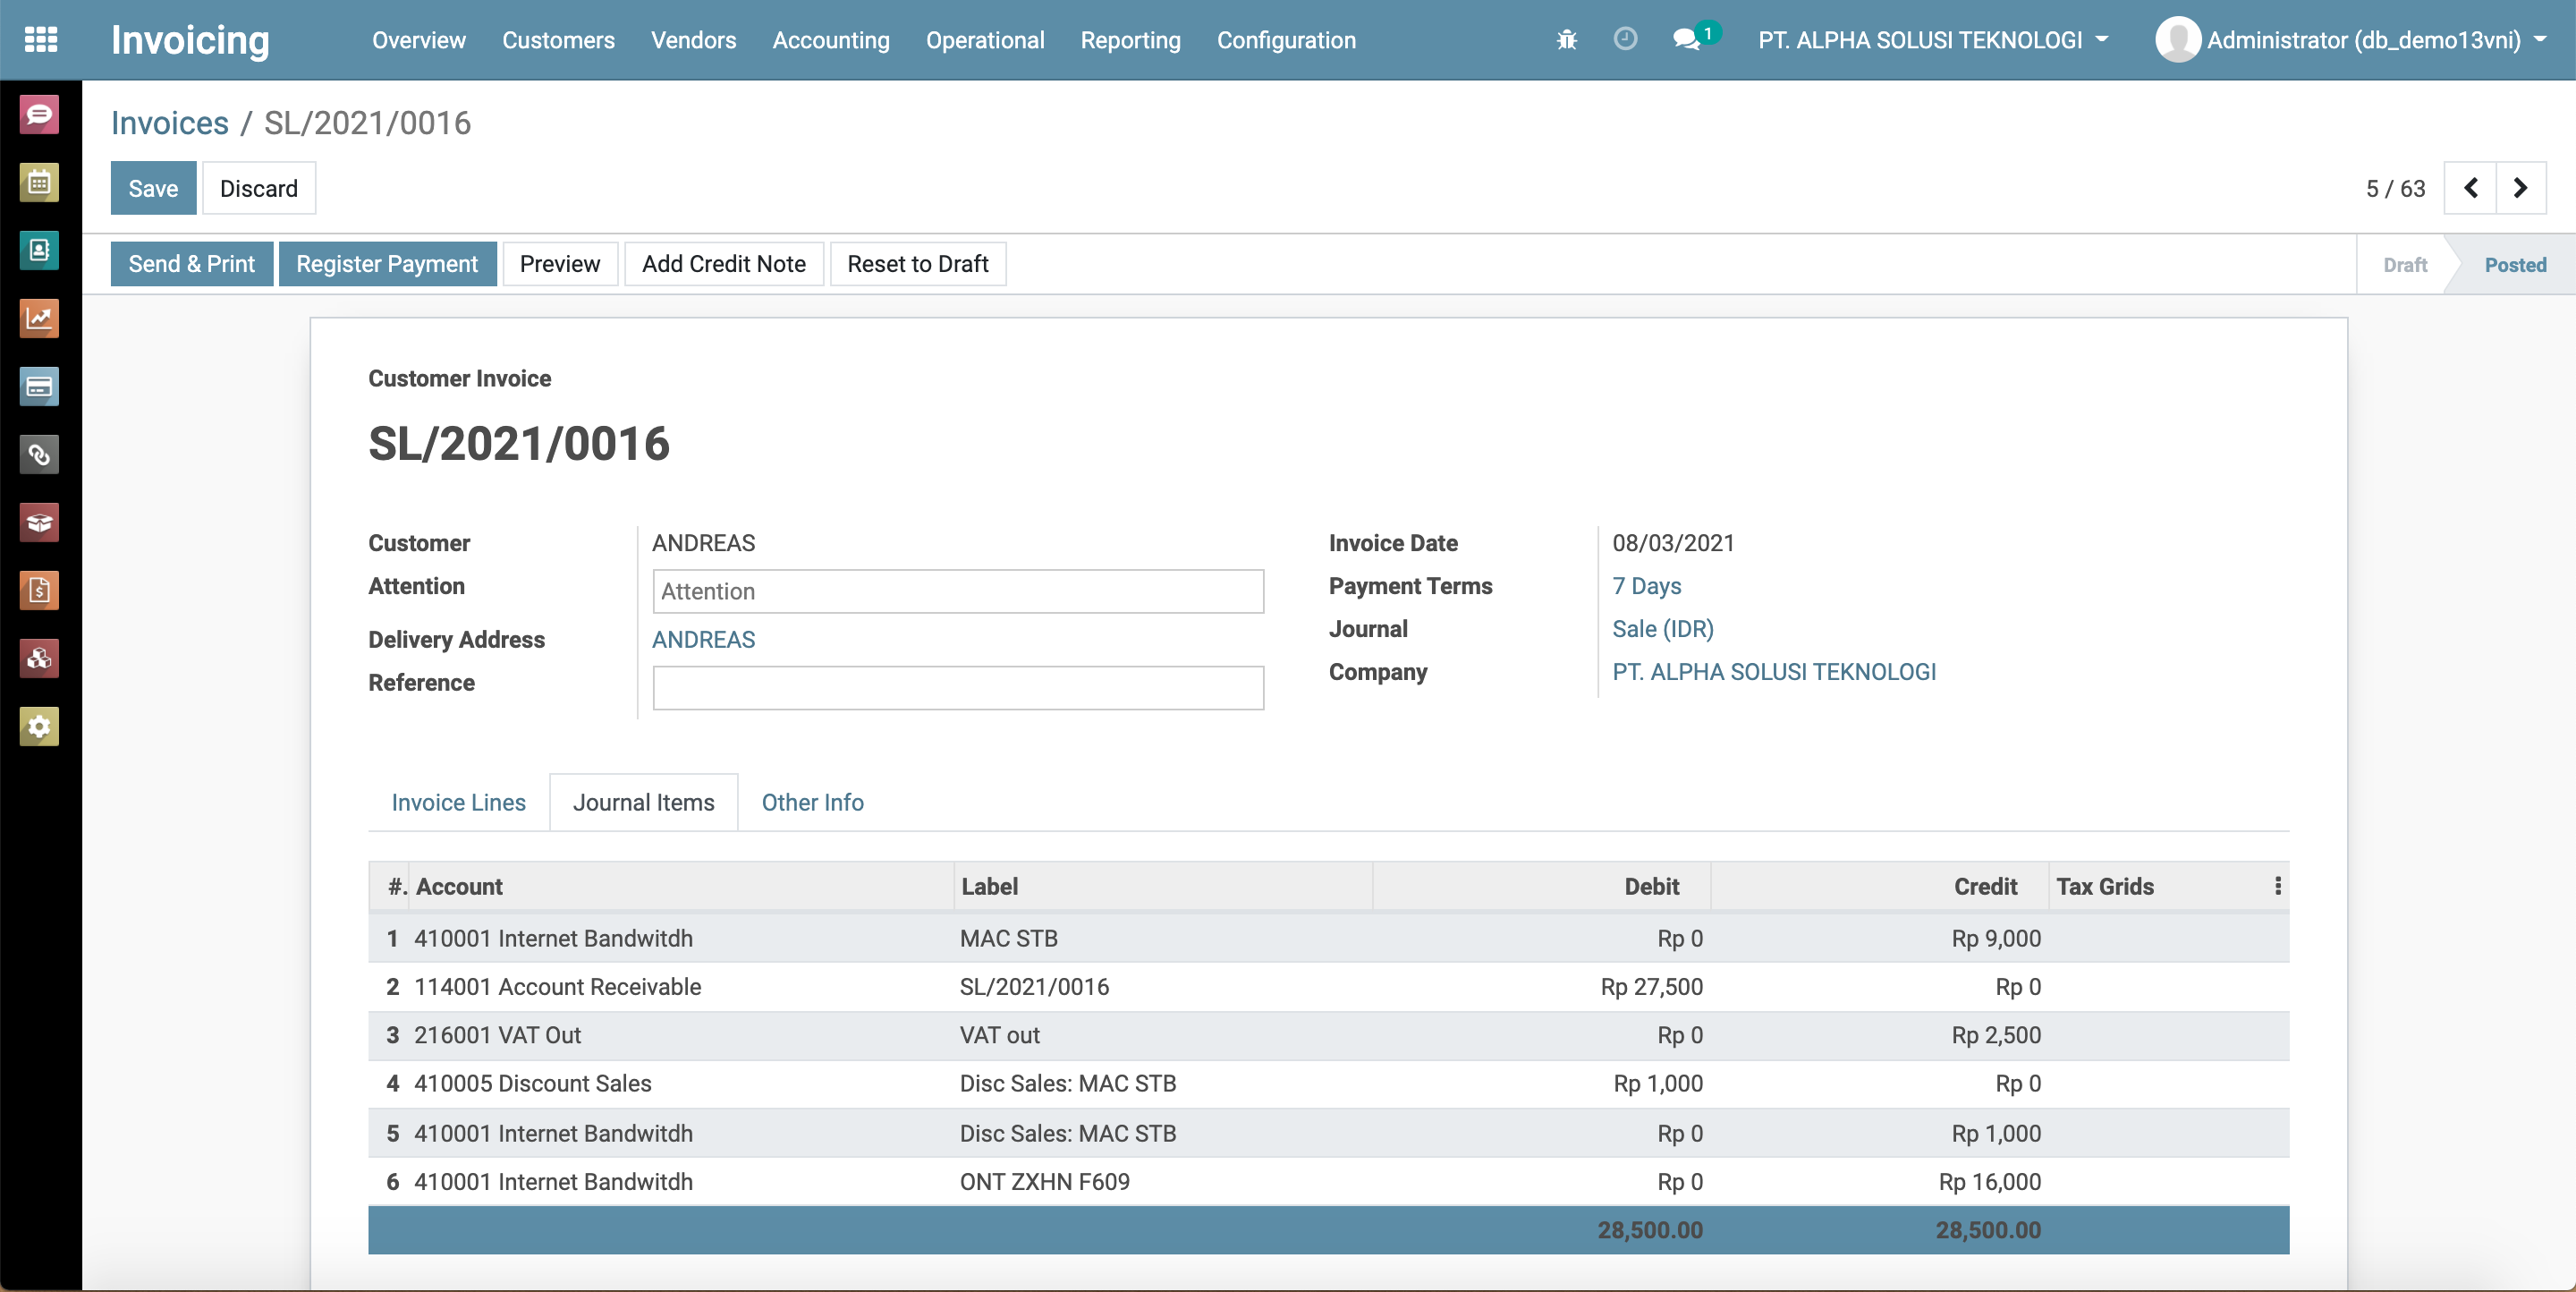 Invoicing Overview Customers Vendors Accounting Operational Reporting Configuration 1 PT. ALPHA SOLUSI TEKNOLOGI Administrator (db_demo13vni)
Invoices / SL/2021/0016
Save Discard 5 / 63
Send & Print Register Payment Preview Add Credit Note Reset to Draft Draft Posted
Customer Invoice
SL/2021/0016
Customer ANDREAS Invoice Date 08/03/2021
Attention Attention Payment Terms 7 Days
Delivery Address ANDREAS Journal Sale (IDR)
Reference Company PT. ALPHA SOLUSI TEKNOLOGI
Invoice Lines Journal Items Other Info
#. Account Label Debit Credit Tax Grids
1 410001 Internet Bandwitdh MAC STB Rp 0 Rp 9,000
2 114001 Account Receivable SL/2021/0016 Rp 27,500 Rp 0
3 216001 VAT Out VAT out Rp 0 Rp 2,500
4 410005 Discount Sales Disc Sales: MAC STB Rp 1,000 Rp 0
5 410001 Internet Bandwitdh Disc Sales: MAC STB Rp 0 Rp 1,000
6 410001 Internet Bandwitdh ONT ZXHN F609 Rp 0 Rp 16,000
28,500.00 28,500.00